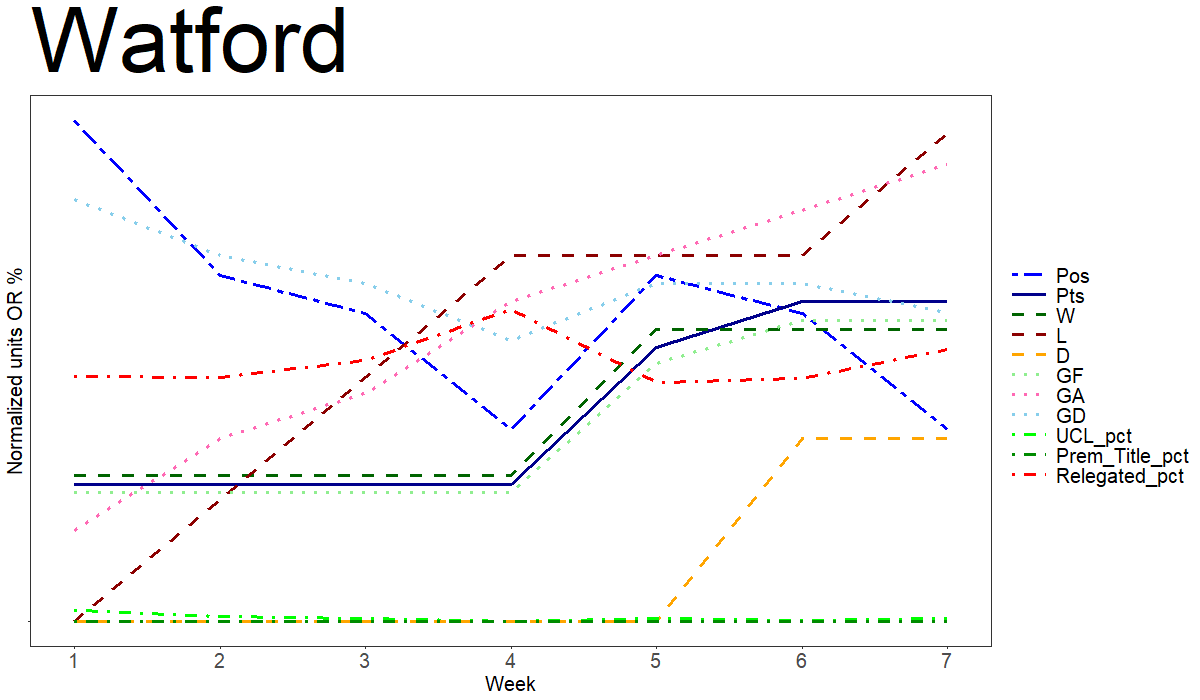 Watford
Normalized units OR %
Pos
Pts
W
L
D
GF
GA
GD
UCL_pct
Prem_Title_pct
Relegated_pct
1 2 3 4 5 6 7
Week